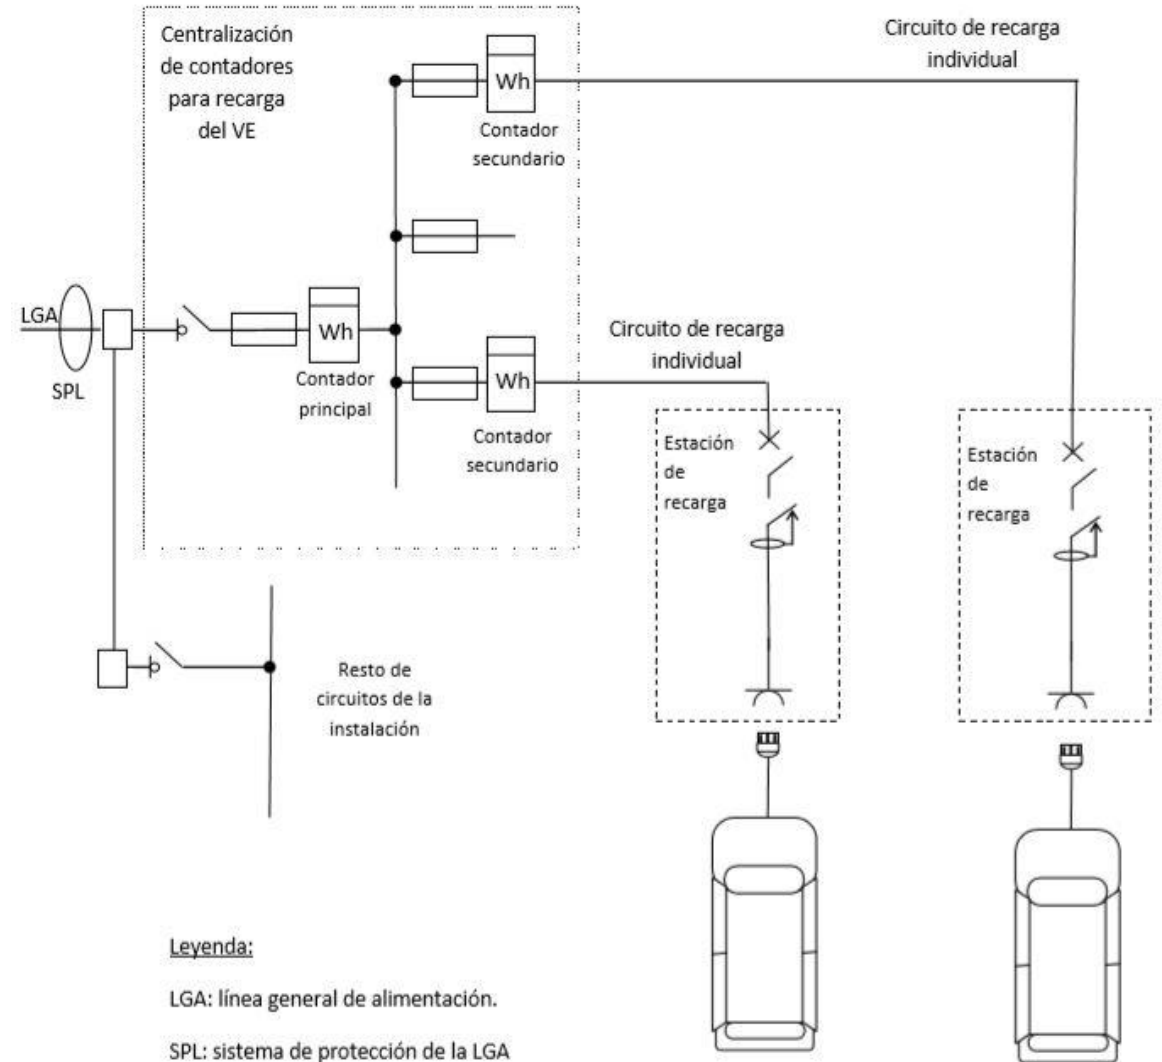 Centralización
de contadores
para recarga
del VE
Wh
Contador
secundario
Circuito de recarga
individual
LGA
SPL
Wh
Contador
principal
Wh
Contador
secundario
Circuito de recarga
individual
Estación
de
recarga
Estación
de
recarga
Resto de
circuitos de la
instalación
Leyenda:
LGA: línea general de alimentación.
SPL: sistema de protección de la LGA